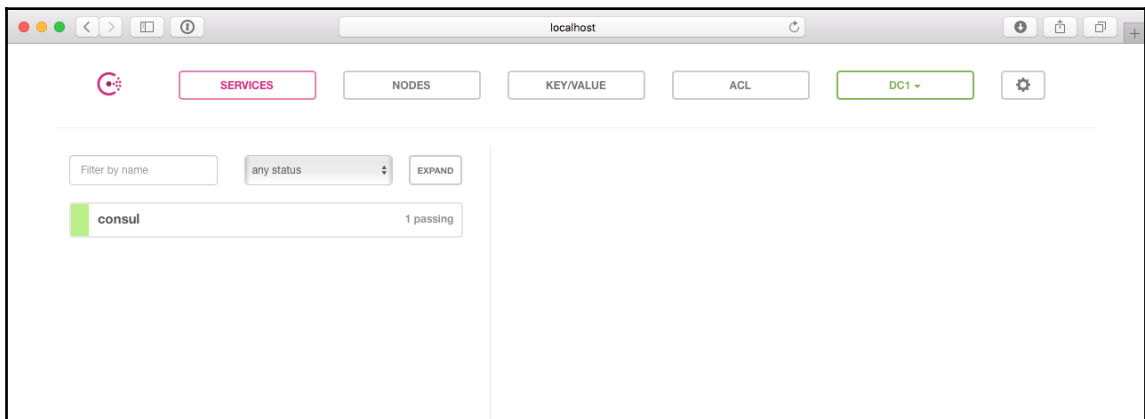 localhost
SERVICES NODES KEY/VALUE ACL DC1
Filter by name any status EXPAND
consul 1 passing